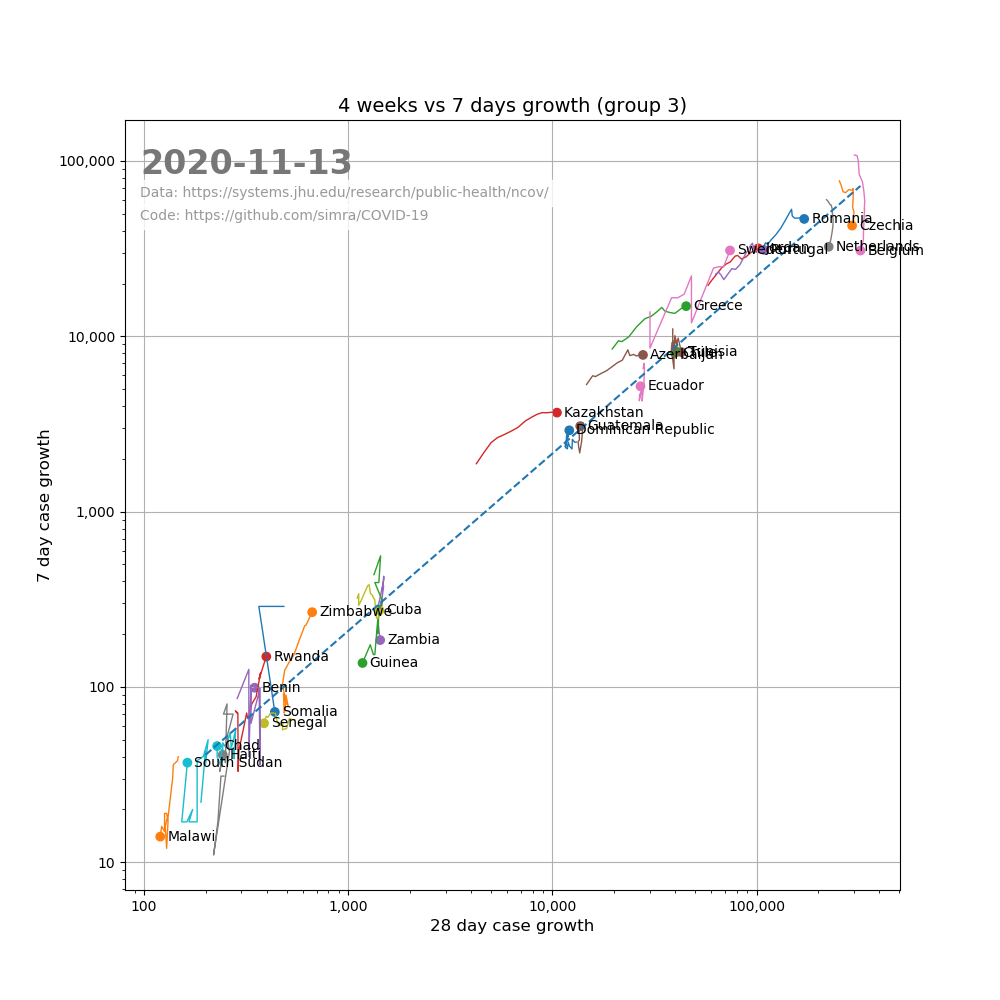 4 weeks vs 7 days growth (group 3)
2020-11-13
Data: https://systems.jhu.edu/research/public-health/ncov/
Code: https://github.com/simra/COVID-19
100,000
10,000
1,000
100
10
7 day case growth
Romania
Czechia
Sweden
Jordan
Portugal
Netherlands
Belgium
Greece
Tunisia
Azerbaijan
Ecuador
Kazakhstan
Guatemala
Dominican Republic
Zimbabwe
Cuba
Zambia
Guinea
Rwanda
Benin
Somalia
Senegal
Chad
Haiti
South Sudan
Malawi
100
1,000
10,000
100,000
28 day case growth